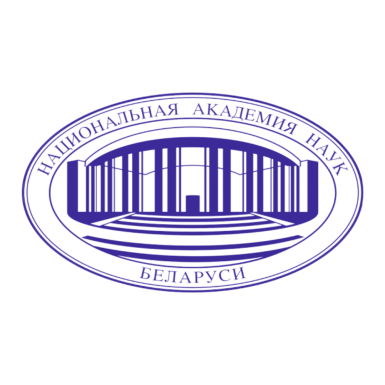 НАЦИОНАЛЬНАЯ АКАДЕМИЯ НАУК
БЕЛАРУСИ